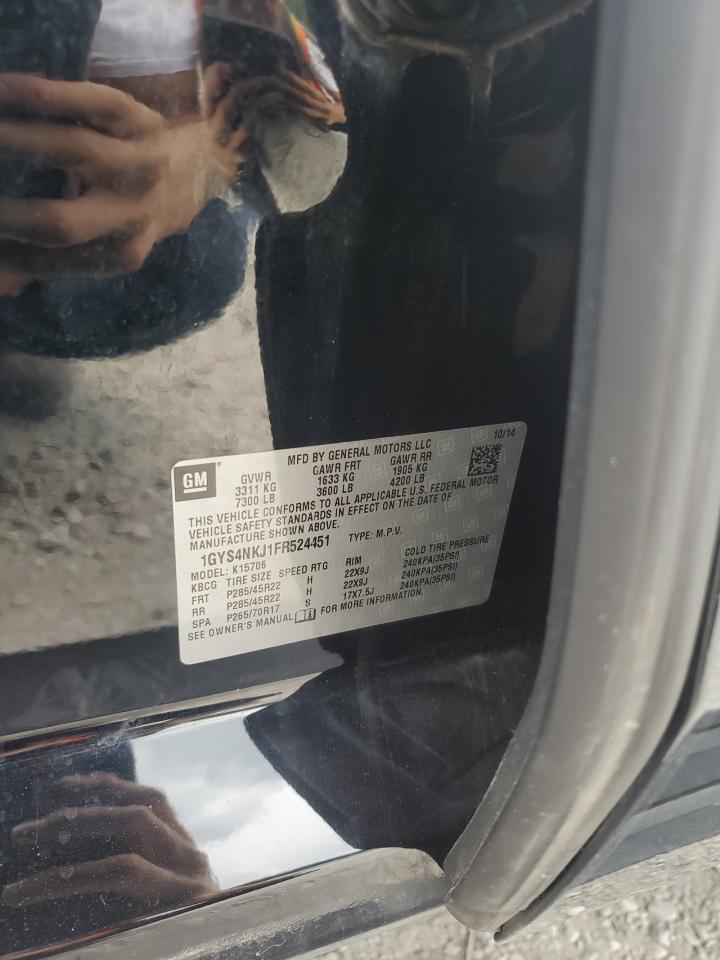 GM
MFD BY GENERAL MOTORS LLC
10/14
GVWR GAWR FRT GAWR RR
3311 KG 1633 KG 1905 KG
7300 LB 3600 LB 4200 LB
THIS VEHICLE CONFORMS TO ALL APPLICABLE U.S. FEDERAL MOTOR
VEHICLE SAFETY STANDARDS IN EFFECT ON THE DATE OF
MANUFACTURE SHOWN ABOVE.
1GYS4NKJ1FR524451 TYPE: M.P.V.
MODEL: K15706
KBCG TIRE SIZE SPEED RTG RIM COLD TIRE PRESSURE
FRT P285/45R22 H 22X9J 240KPA(35PSI)
RR P285/45R22 H 22X9J 240KPA(35PSI)
SPA P265/70R17 S 17X7.5J 240KPA(35PSI)
SEE OWNER'S MANUAL FOR MORE INFORMATION.